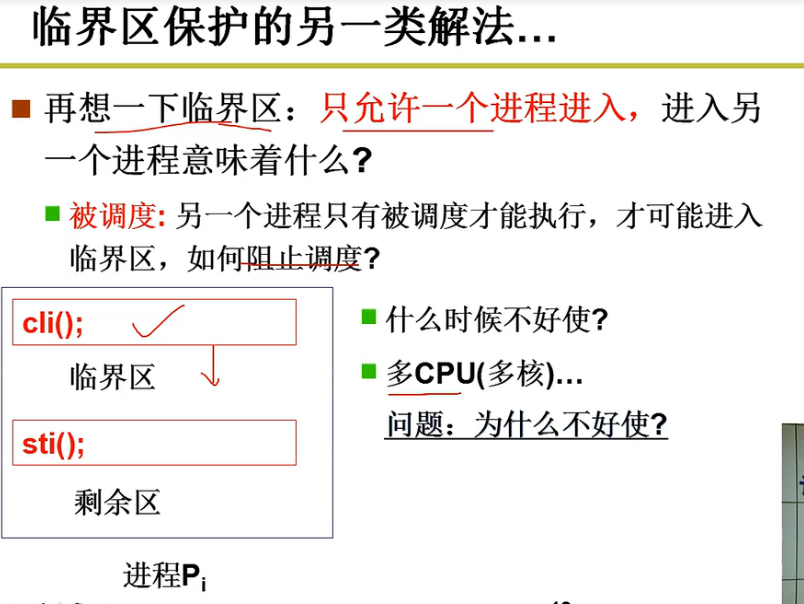 临界区保护的另一类解法...
再想一下临界区：只允许一个进程进入，进入另
一个进程意味着什么?
被调度: 另一个进程只有被调度才能执行，才可能进入
临界区，如何阻止调度?
cli();
临界区
sti();
剩余区
进程Pi
什么时候不好使?
多CPU(多核)...
问题：为什么不好使?